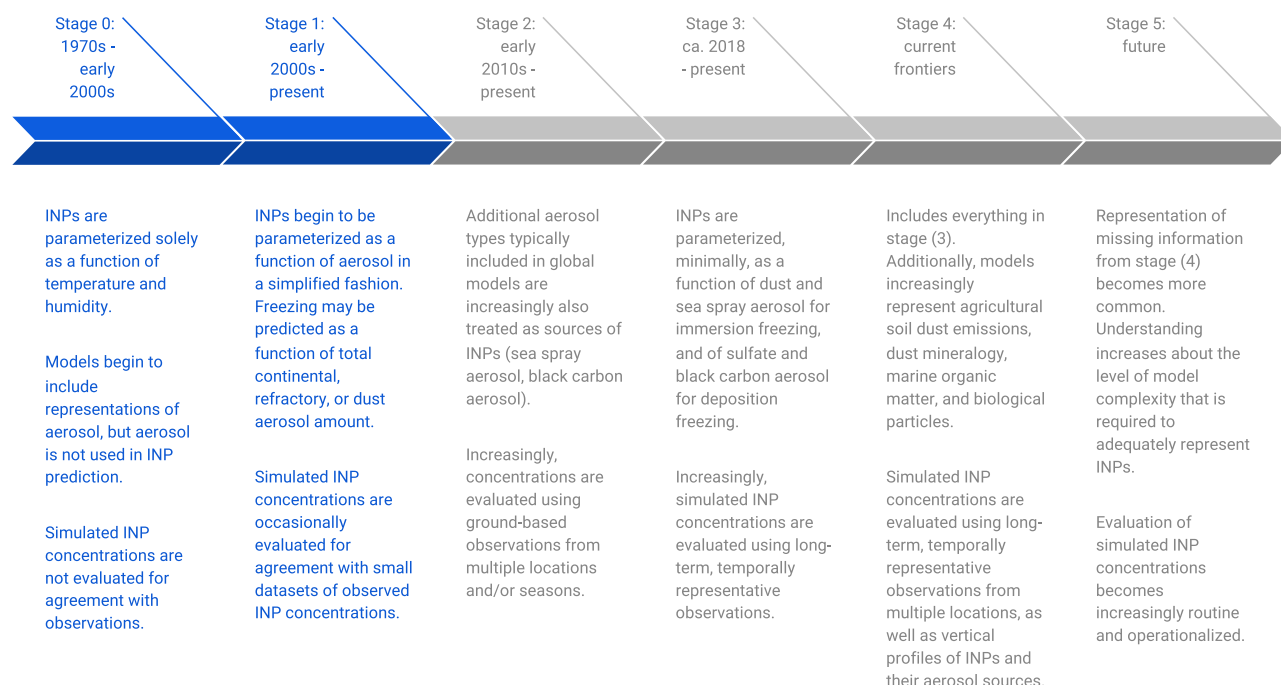 Stage 0:
1970s -
early
2000s
Stage 1:
early
2000s -
present
Stage 2:
early
2010s -
present
Stage 3:
ca. 2018
- present
Stage 4:
current
frontiers
Stage 5:
future
INPs are
parameterized solely
as a function of
temperature and
humidity.
Models begin to
include
representations of
aerosol, but aerosol
is not used in INP
prediction.
Simulated INP
concentrations are
not evaluated for
agreement with
observations.
INPs begin to be
parameterized as a
function of aerosol in
a simplified fashion.
Freezing may be
predicted as a
function of total
continental,
refractory, or dust
aerosol amount.
Simulated INP
concentrations are
occasionally
evaluated for
agreement with small
datasets of observed
INP concentrations.
Additional aerosol
types typically
included in global
models are
increasingly also
treated as sources of
INPs (sea spray
aerosol, black carbon
aerosol).
Increasingly,
concentrations are
evaluated using
ground-based
observations from
multiple locations
and/or seasons.
INPs are
parameterized,
minimally, as a
function of dust and
sea spray aerosol for
immersion freezing,
and of sulfate and
black carbon aerosol
for deposition
freezing.
Increasingly,
simulated INP
concentrations are
evaluated using long-
term, temporally
representative
observations.
Includes everything in
stage (3).
Additionally, models
increasingly
represent agricultural
soil dust emissions,
dust mineralogy,
marine organic
matter, and biological
particles.
Simulated INP
concentrations are
evaluated using long-
term, temporally
representative
observations from
multiple locations, as
well as vertical
profiles of INPs and
their aerosol sources.
Representation of
missing information
from stage (4)
becomes more
common.
Understanding
increases about the
level of model
complexity that is
required to
adequately represent
INPs.
Evaluation of
simulated INP
concentrations
becomes
increasingly routine
and operationalized.